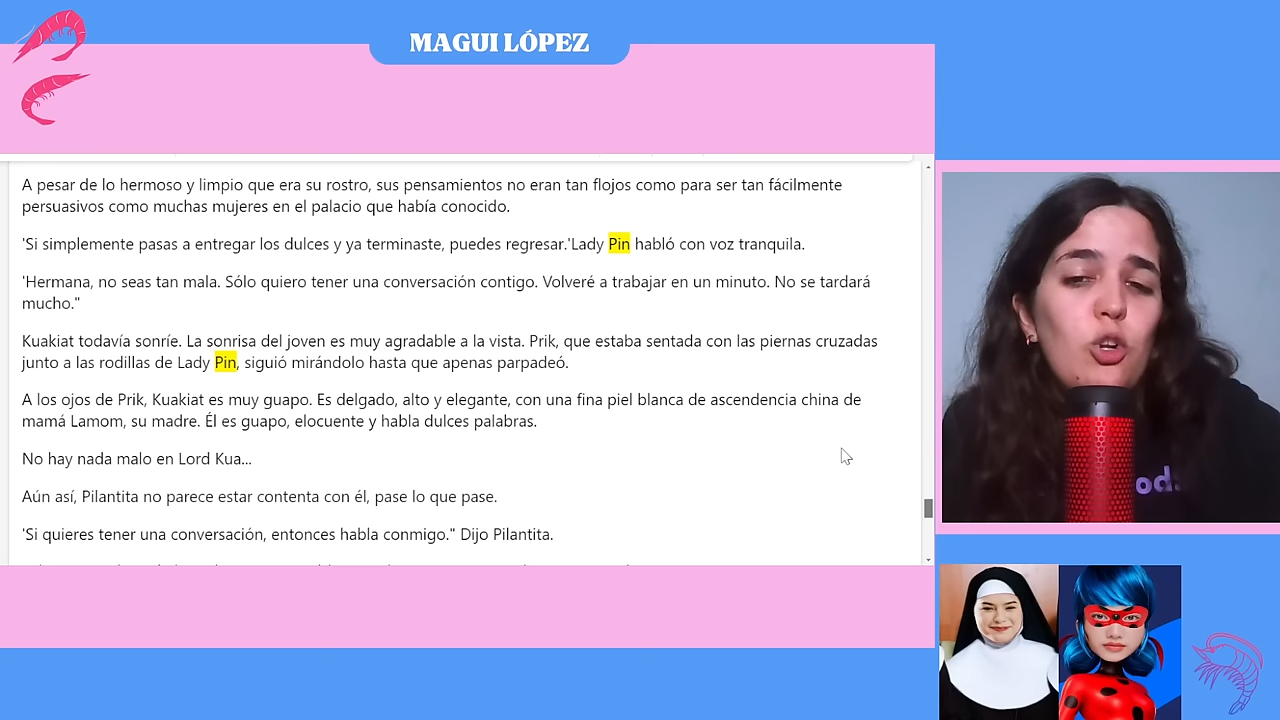 MAGUI LÓPEZ
A pesar de lo hermoso y limpio que era su rostro, sus pensamientos no eran tan flojos como para ser tan fácilmente
persuasivos como muchas mujeres en el palacio que había conocido.
'Si simplemente pasas a entregar los dulces y ya terminaste, puedes regresar.'Lady Pin habló con voz tranquila.
'Hermana, no seas tan mala. Sólo quiero tener una conversación contigo. Volveré a trabajar en un minuto. No se tardará
mucho."
Kuakiat todavía sonríe. La sonrisa del joven es muy agradable a la vista. Prik, que estaba sentada con las piernas cruzadas
junto a las rodillas de Lady Pin, siguió mirándolo hasta que apenas parpadeó.
A los ojos de Prik, Kuakiat es muy guapo. Es delgado, alto y elegante, con una fina piel blanca de ascendencia china de
mamá Lamom, su madre. Él es guapo, elocuente y habla dulces palabras.
No hay nada malo en Lord Kua...
Aún así, Pilantita no parece estar contenta con él, pase lo que pase.
'Si quieres tener una conversación, entonces habla conmigo." Dijo Pilantita.